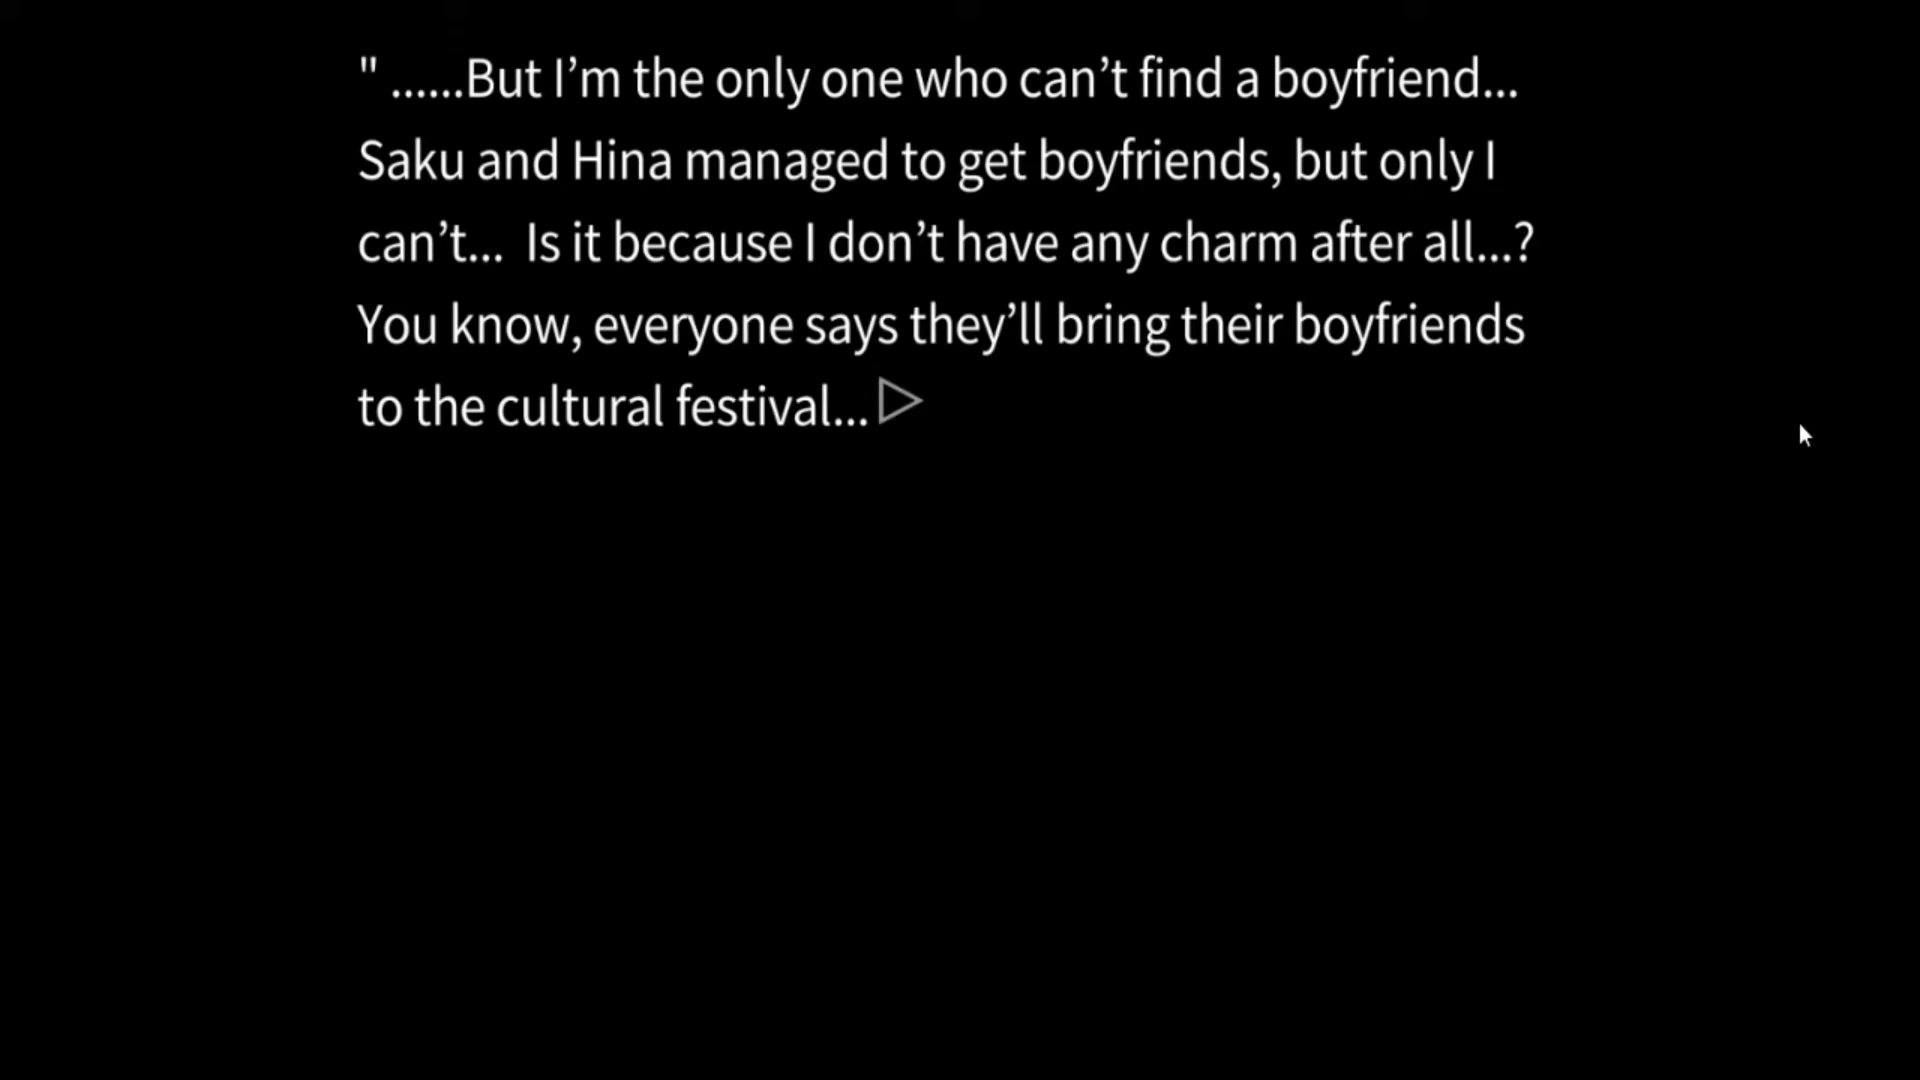 " ......But I’m the only one who can’t find a boyfriend...
Saku and Hina managed to get boyfriends, but only I
can’t...  Is it because I don’t have any charm after all...?
You know, everyone says they’ll bring their boyfriends
to the cultural festival...